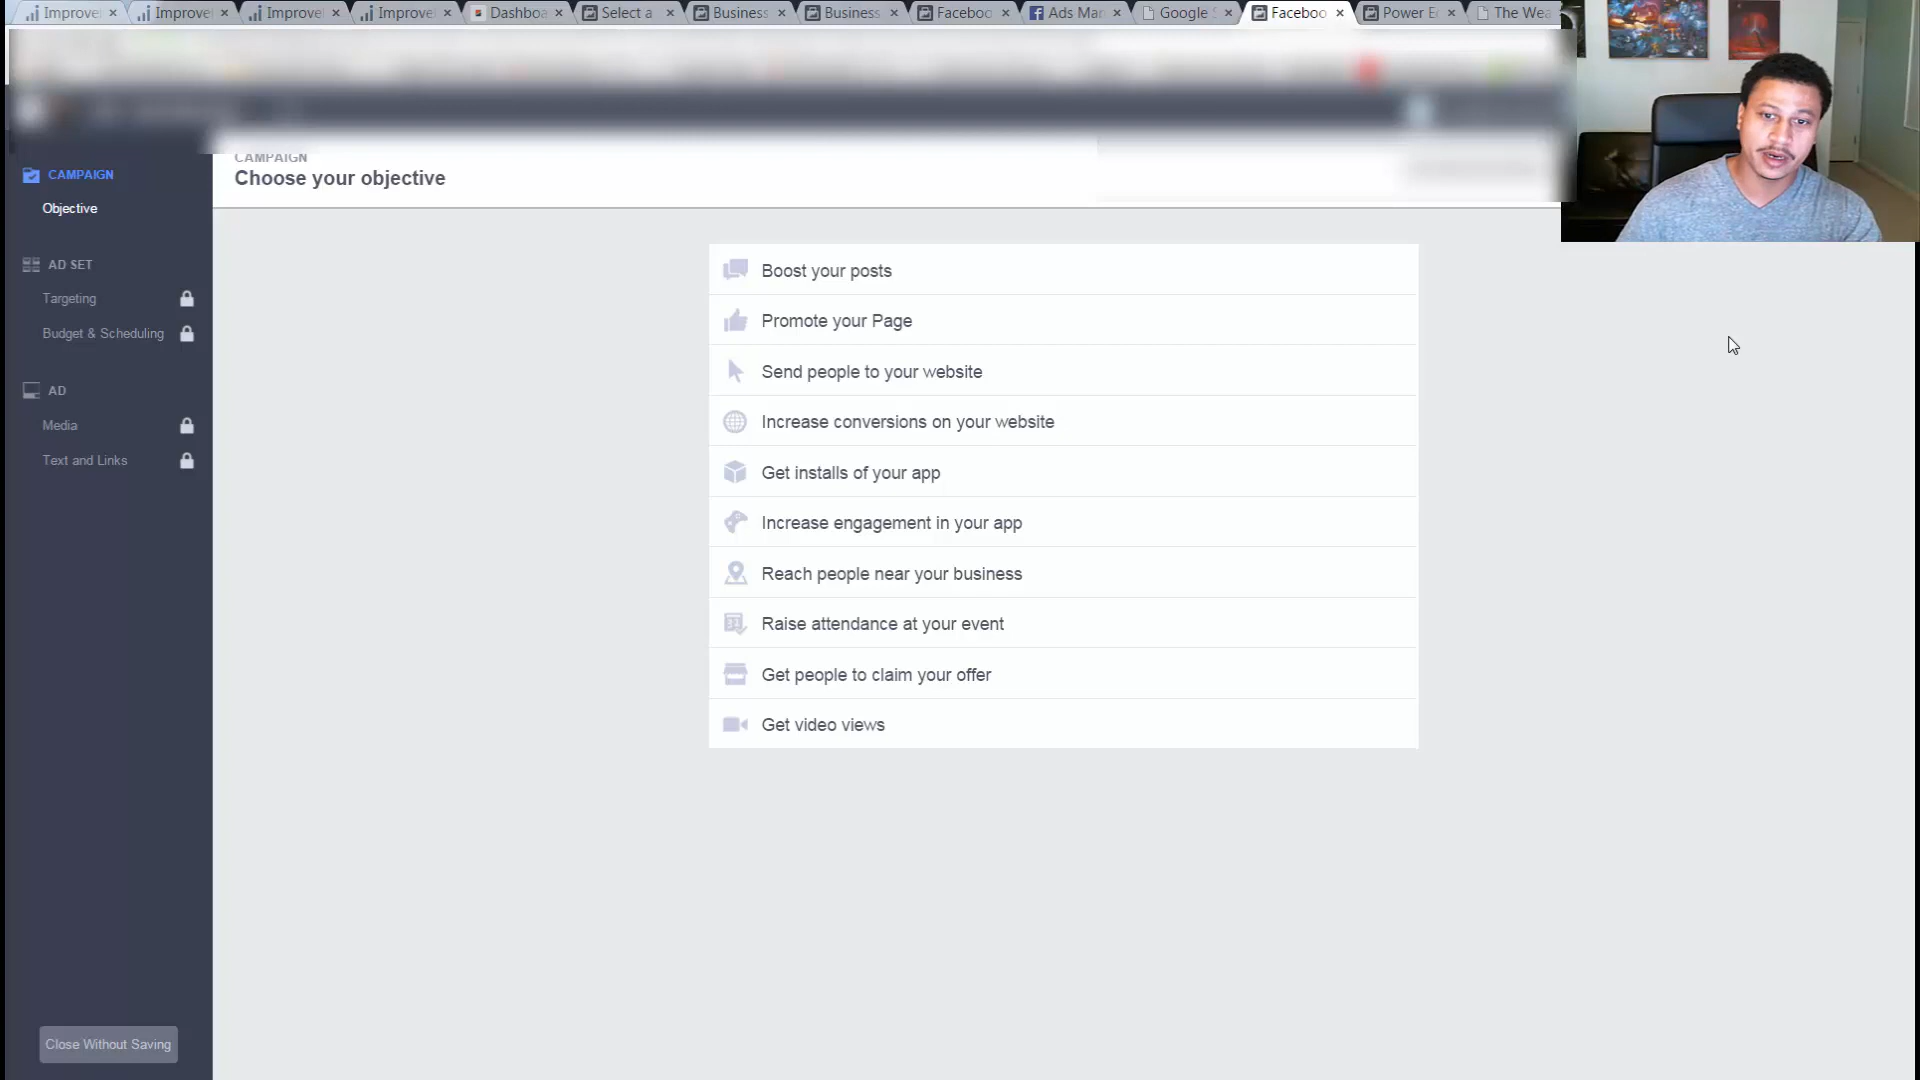 Improve
Improve
Improve
Improve
Dashboa
Select a
Business
Business
Faceboo
Ads Man
Google S
Faceboo
Power E
The Wea
CAMPAIGN
Objective
AD SET
Targeting
Budget & Scheduling
AD
Media
Text and Links
Close Without Saving
CAMPAIGN
Choose your objective
Boost your posts
Promote your Page
Send people to your website
Increase conversions on your website
Get installs of your app
Increase engagement in your app
Reach people near your business
31
Raise attendance at your event
Get people to claim your offer
Get video views